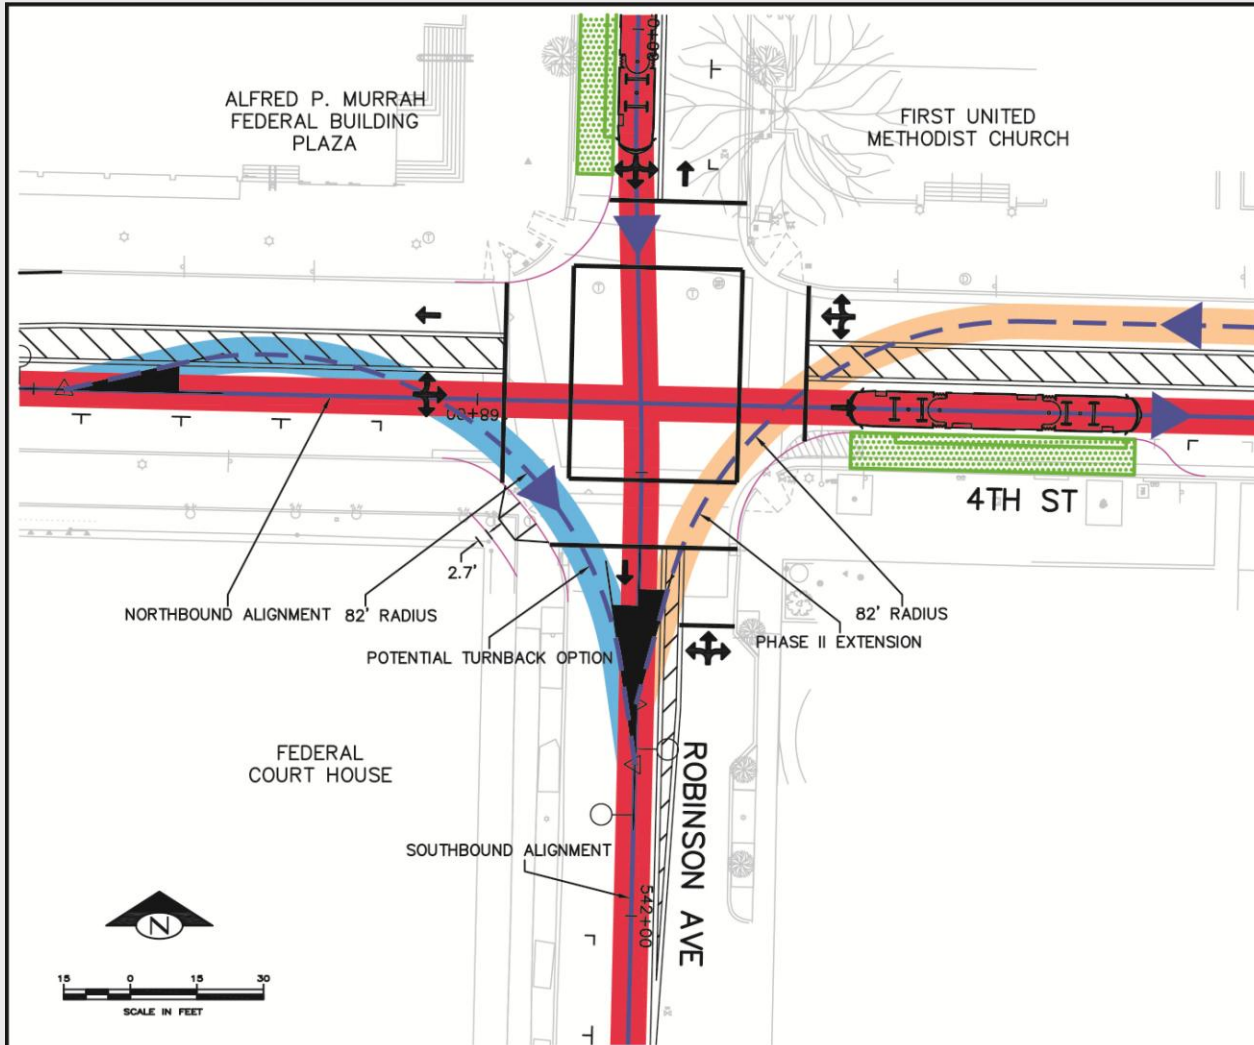 ALFRED P. MURRAH
FEDERAL BUILDING
PLAZA
FIRST UNITED
METHODIST CHURCH
4TH ST
2.7'
NORTHBOUND ALIGNMENT
82' RADIUS
POTENTIAL TURNBACK OPTION
82' RADIUS
PHASE II EXTENSION
FEDERAL
COURT HOUSE
ROBINSON AVE
SOUTHBOUND ALIGNMENT
542+00
N
15 0 15 30
SCALE IN FEET